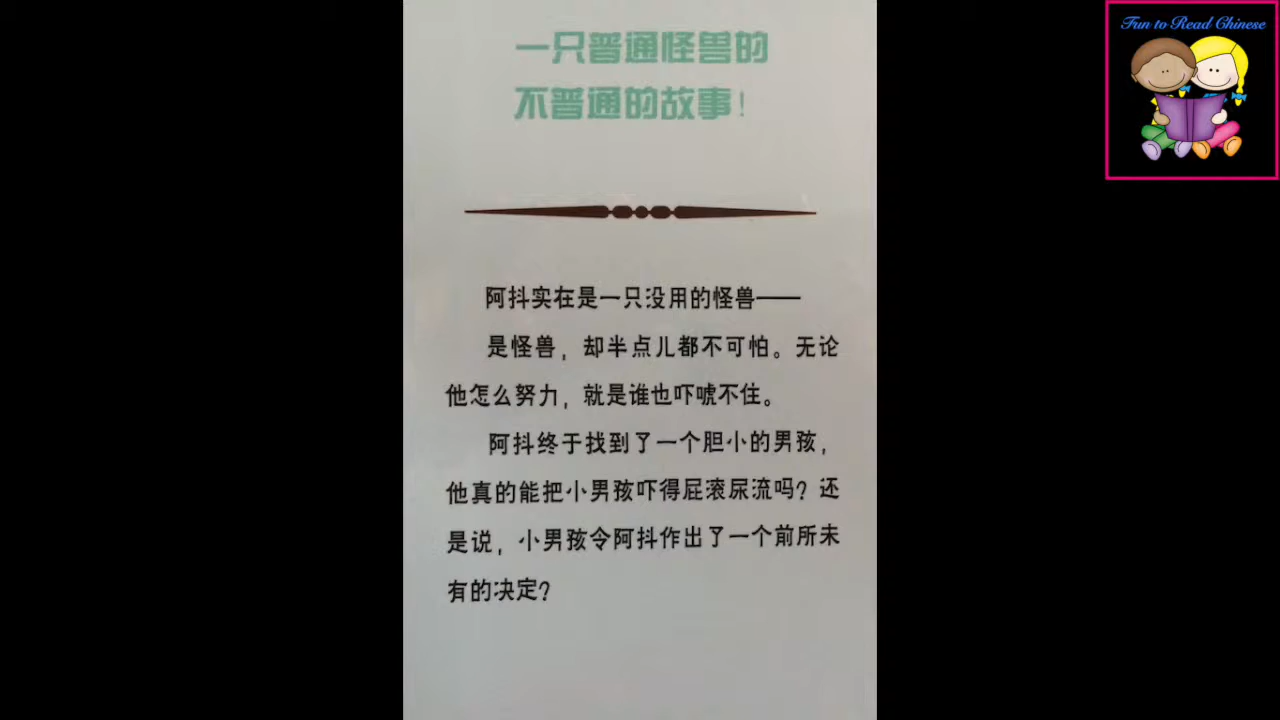 一只普通怪兽的
不普通的故事！
阿抖实在是一只没用的怪兽——
是怪兽，却半点儿都不可怕。无论
他怎么努力，就是谁也吓唬不住。
阿抖终于找到了一个胆小的男孩，
他真的能把小男孩吓得屁滚尿流吗？还
是说，小男孩令阿抖作出了一个前所未
有的决定？
Fun to Read Chinese